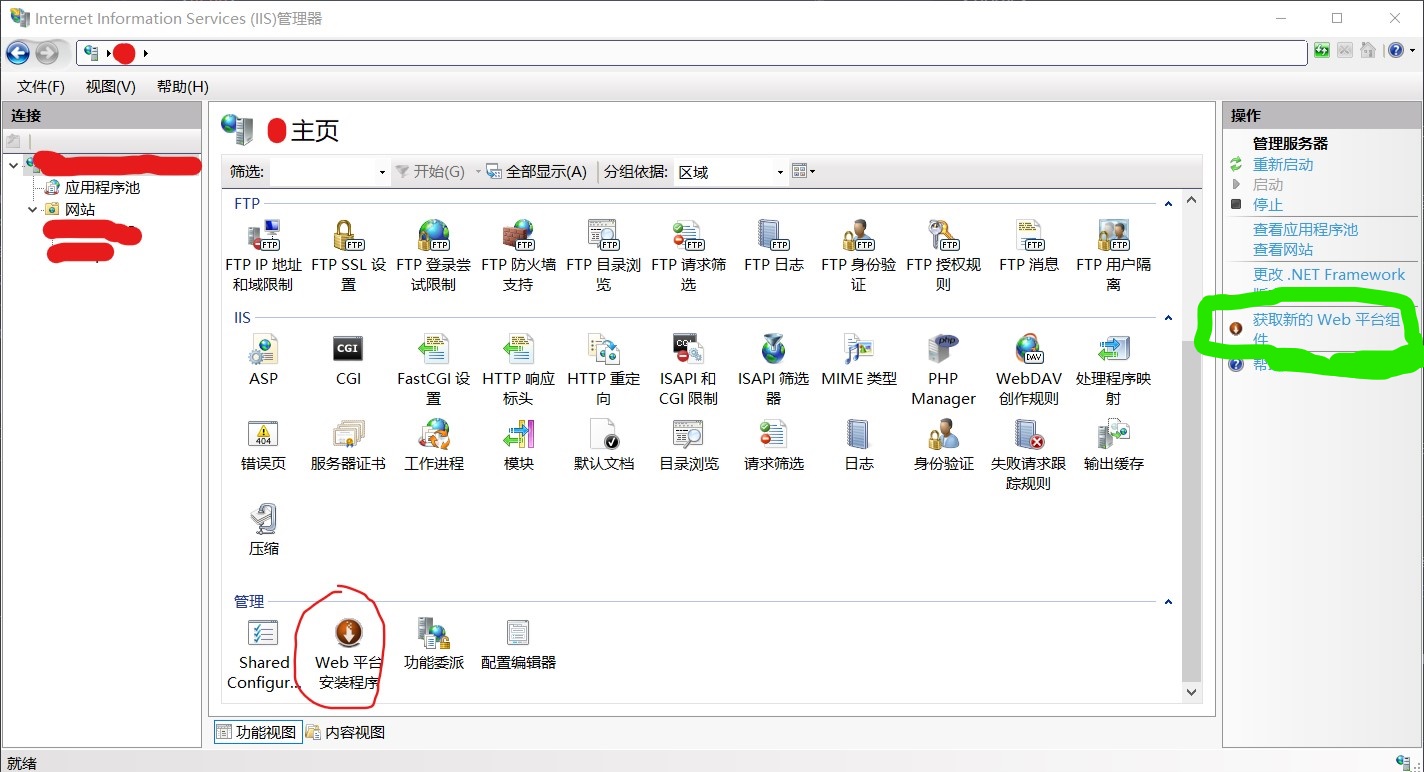 Internet Information Services (IIS)管理器
文件(F) 视图(V) 帮助(H)
连接
应用程序池
网站
主页
筛选: 开始(G) 全部显示(A) 分组依据: 区域
FTP
FTP IP 地址和域限制
FTP SSL 设置
FTP 登录尝试限制
FTP 防火墙支持
FTP 目录浏览
FTP 请求筛选
FTP 日志
FTP 身份验证
FTP 授权规则
FTP 消息
FTP 用户隔离
IIS
ASP
CGI
FastCGI 设置
HTTP 响应标头
HTTP 重定向
ISAPI 和 CGI 限制
ISAPI 筛选器
MIME 类型
PHP Manager
WebDAV 创作规则
处理程序映射
错误页
服务器证书
工作进程
模块
默认文档
目录浏览
请求筛选
日志
身份验证
失败请求跟踪规则
输出缓存
压缩
管理
Shared Configur...
Web 平台安装程序
功能委派
配置编辑器
功能视图 内容视图
操作
管理服务器
重新启动
启动
停止
查看应用程序池
查看网站
更改 .NET Framework
获取新的 Web 平台组
件
就绪